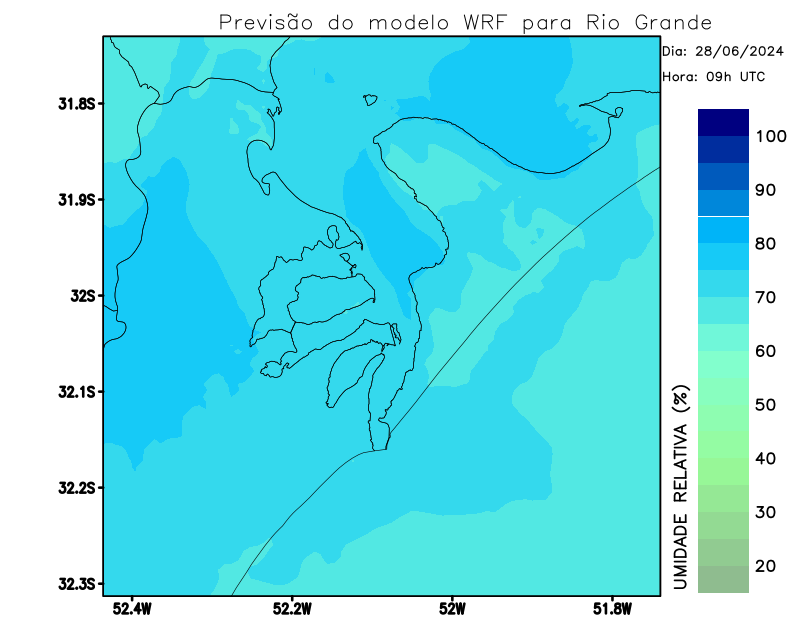 Previsão do modelo WRF para Rio Grande
Dia: 28/06/2024
Hora: 09h UTC
31.8S
31.9S
32S
32.1S
32.2S
32.3S
52.4W
52.2W
52W
51.8W
100
90
80
70
60
50
40
30
20
UMIDADE RELATIVA (%)